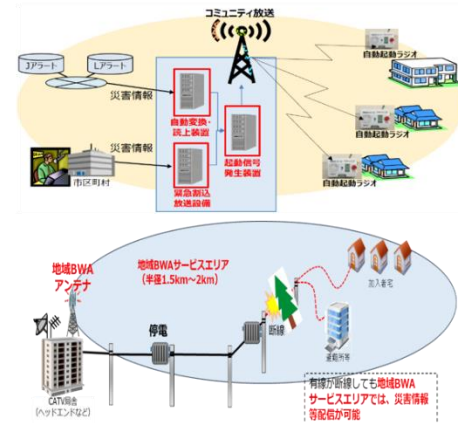 コミュニティ放送
Jアラート
Lアラート
災害情報
自動変換・
読上装置
災害情報
市区町村
緊急割込
放送設備
起動信号
発生装置
自動起動ラジオ
自動起動ラジオ
自動起動ラジオ
地域BWA
アンテナ
地域BWAサービスエリア
(半径1.5km~2km)
停電
断線
加入者宅
避難所等
CATV局舎
(ヘッドエンドなど)
有線が断線しても地域BWA
サービスエリアでは、災害情報
等配信が可能